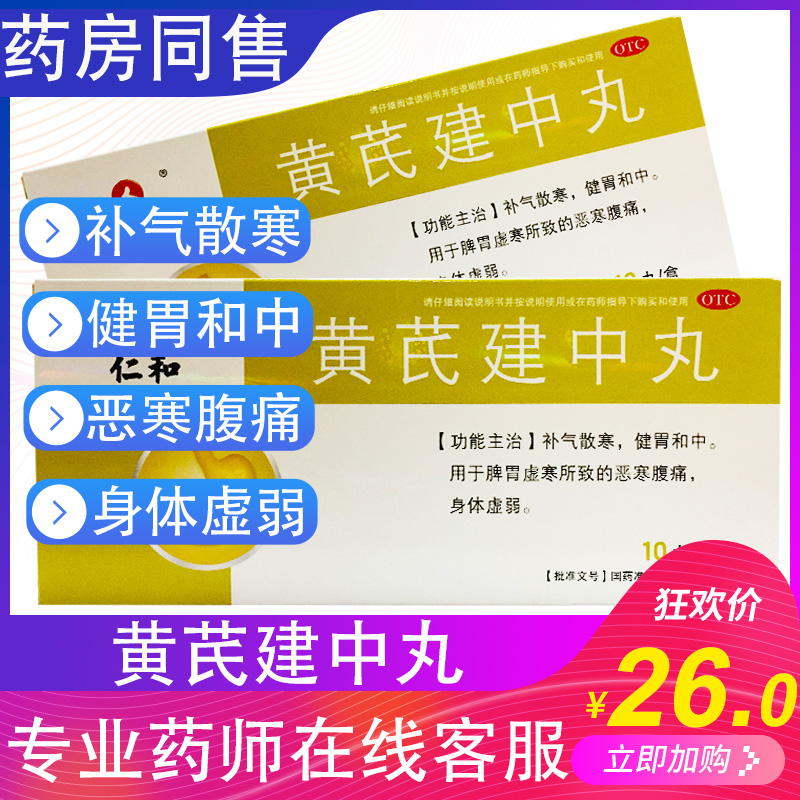 药房同售
OTC
请仔细阅读说明书并按说明使用或在药师指导下购买和使用
黄芪建中丸
®
【功能主治】补气散寒，健胃和中。
用于脾胃虚寒所致的恶寒腹痛，
身体虚弱。
10丸/盒
补气散寒
健胃和中
恶寒腹痛
身体虚弱
请仔细阅读说明书并按说明使用或在药师指导下购买和使用
OTC
黄芪建中丸
仁和
【功能主治】补气散寒，健胃和中。
用于脾胃虚寒所致的恶寒腹痛，
身体虚弱。
10
【批准文号】国药准
狂欢价
¥26.0
立即加购
黄芪建中丸
专业药师在线客服